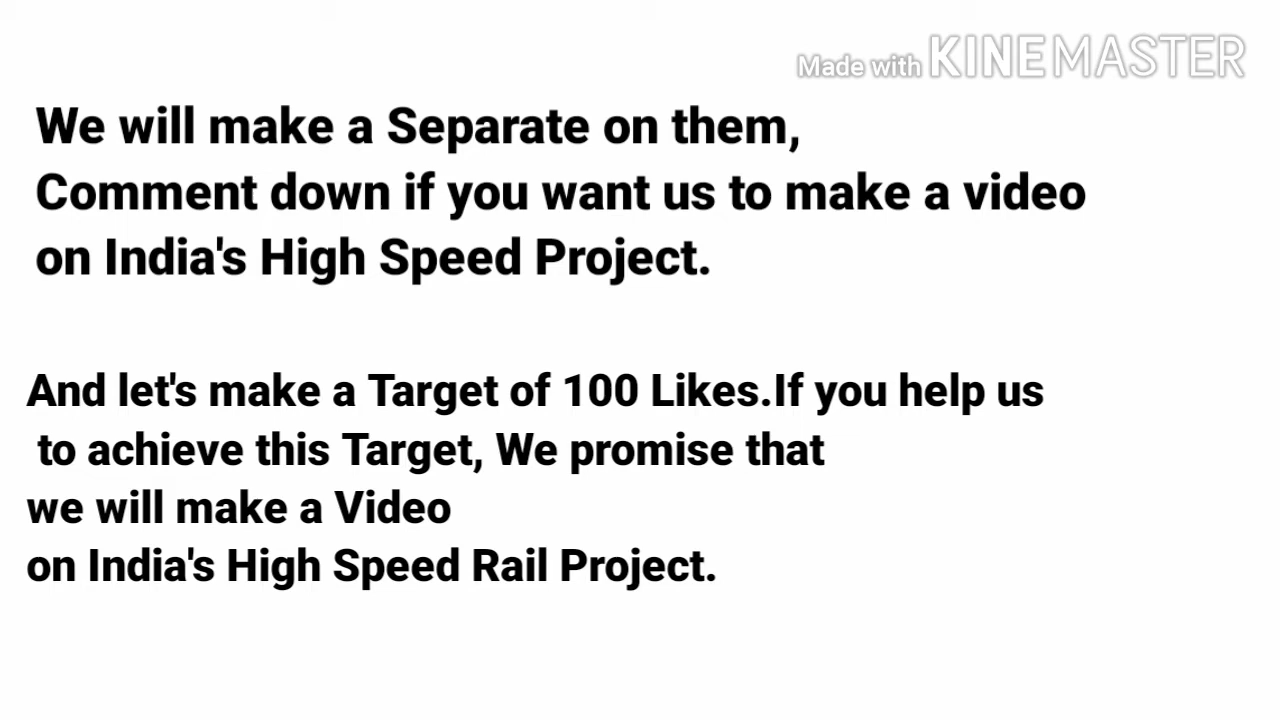 Made with KINEMASTER
We will make a Separate on them,
Comment down if you want us to make a video
on India's High Speed Project.
And let's make a Target of 100 Likes.If you help us
to achieve this Target, We promise that
we will make a Video
on India's High Speed Rail Project.